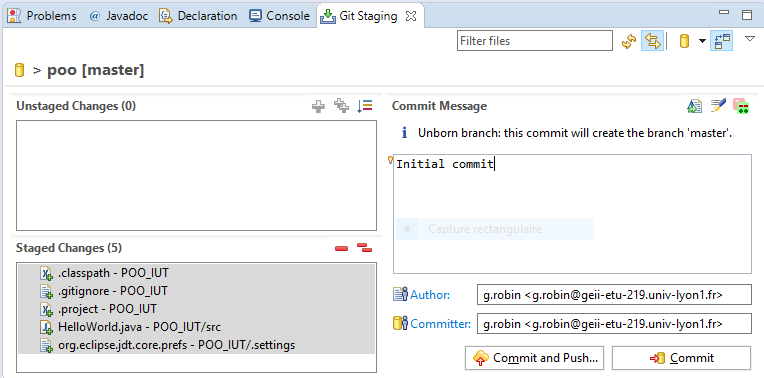 Problems @ Javadoc Declaration Console Git Staging
Filter files
> poo [master]
Unstaged Changes (0)
Commit Message
Unborn branch: this commit will create the branch 'master'.
Initial commit
Capture rectangulaire
Staged Changes (5)
.classpath - POO_IUT
.gitignore - POO_IUT
.project - POO_IUT
HelloWorld.java - POO_IUT/src
org.eclipse.jdt.core.prefs - POO_IUT/.settings
Author: g.robin <g.robin@geii-etu-219.univ-lyon1.fr>
Committer: g.robin <g.robin@geii-etu-219.univ-lyon1.fr>
Commit and Push... Commit